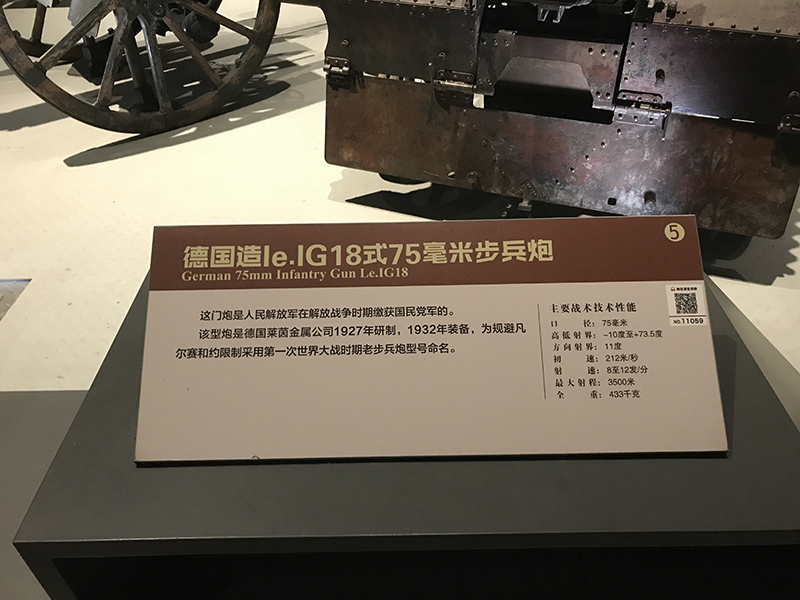 德国造le.IG18式75毫米步兵炮
German 75mm Infantry Gun Le.IG18
5
这门炮是人民解放军在解放战争时期缴获国民党军的。
该型炮是德国莱茵金属公司1927年研制，1932年装备，为规避凡
尔赛和约限制采用第一次世界大战时期老步兵炮型号命名。
主要战术技术性能
口 径： 75毫米
高低射界： -10度至+73.5度
方向射界： 11度
初 速： 212米/秒
射 速： 8至12发/分
最大射程： 3500米
全 重： 433千克
NO.11059